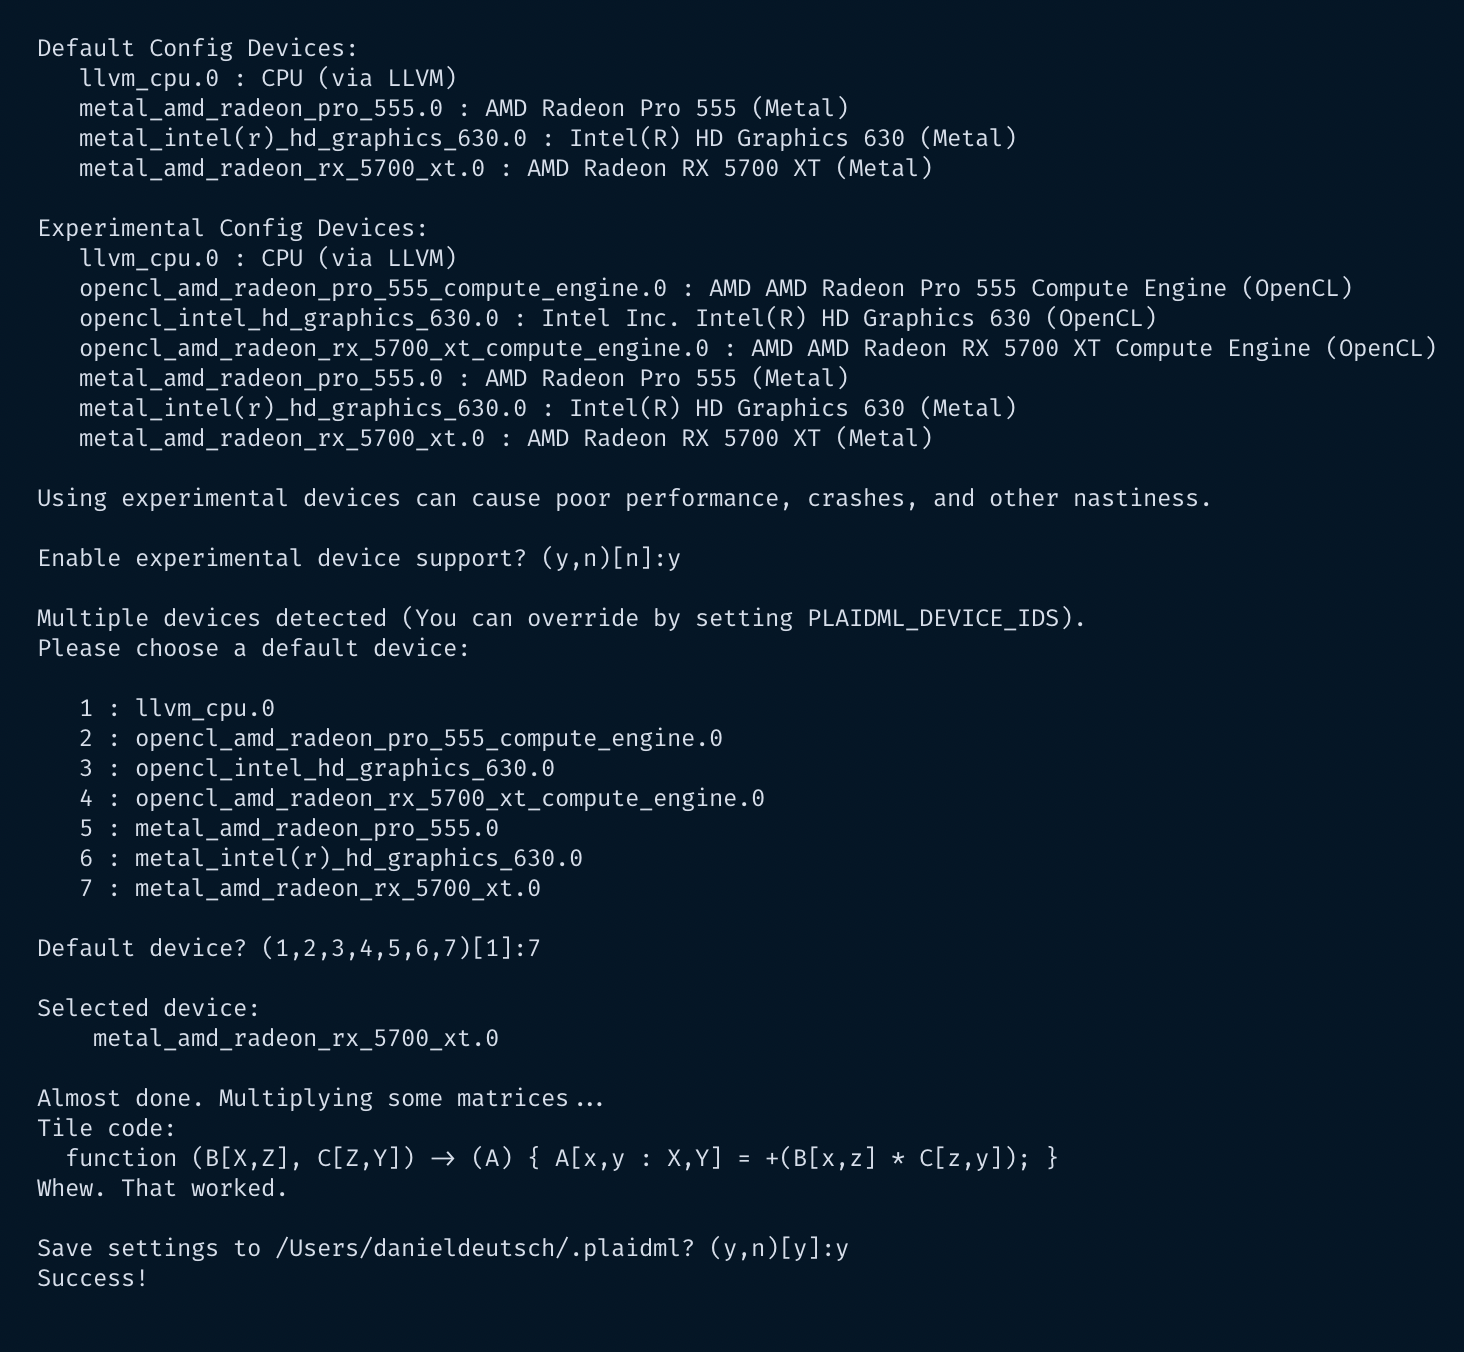 Default Config Devices:
   llvm_cpu.0 : CPU (via LLVM)
   metal_amd_radeon_pro_555.0 : AMD Radeon Pro 555 (Metal)
   metal_intel(r)_hd_graphics_630.0 : Intel(R) HD Graphics 630 (Metal)
   metal_amd_radeon_rx_5700_xt.0 : AMD Radeon RX 5700 XT (Metal)

Experimental Config Devices:
   llvm_cpu.0 : CPU (via LLVM)
   opencl_amd_radeon_pro_555_compute_engine.0 : AMD AMD Radeon Pro 555 Compute Engine (OpenCL)
   opencl_intel_hd_graphics_630.0 : Intel Inc. Intel(R) HD Graphics 630 (OpenCL)
   opencl_amd_radeon_rx_5700_xt_compute_engine.0 : AMD AMD Radeon RX 5700 XT Compute Engine (OpenCL)
   metal_amd_radeon_pro_555.0 : AMD Radeon Pro 555 (Metal)
   metal_intel(r)_hd_graphics_630.0 : Intel(R) HD Graphics 630 (Metal)
   metal_amd_radeon_rx_5700_xt.0 : AMD Radeon RX 5700 XT (Metal)

Using experimental devices can cause poor performance, crashes, and other nastiness.

Enable experimental device support? (y,n)[n]:y

Multiple devices detected (You can override by setting PLAIDML_DEVICE_IDS).
Please choose a default device:

   1 : llvm_cpu.0
   2 : opencl_amd_radeon_pro_555_compute_engine.0
   3 : opencl_intel_hd_graphics_630.0
   4 : opencl_amd_radeon_rx_5700_xt_compute_engine.0
   5 : metal_amd_radeon_pro_555.0
   6 : metal_intel(r)_hd_graphics_630.0
   7 : metal_amd_radeon_rx_5700_xt.0

Default device? (1,2,3,4,5,6,7)[1]:7

Selected device:
    metal_amd_radeon_rx_5700_xt.0

Almost done. Multiplying some matrices...
Tile code:
  function (B[X,Z], C[Z,Y]) -> (A) { A[x,y : X,Y] = +(B[x,z] * C[z,y]); }
Whew. That worked.

Save settings to /Users/danieldeutsch/.plaidml? (y,n)[y]:y
Success!